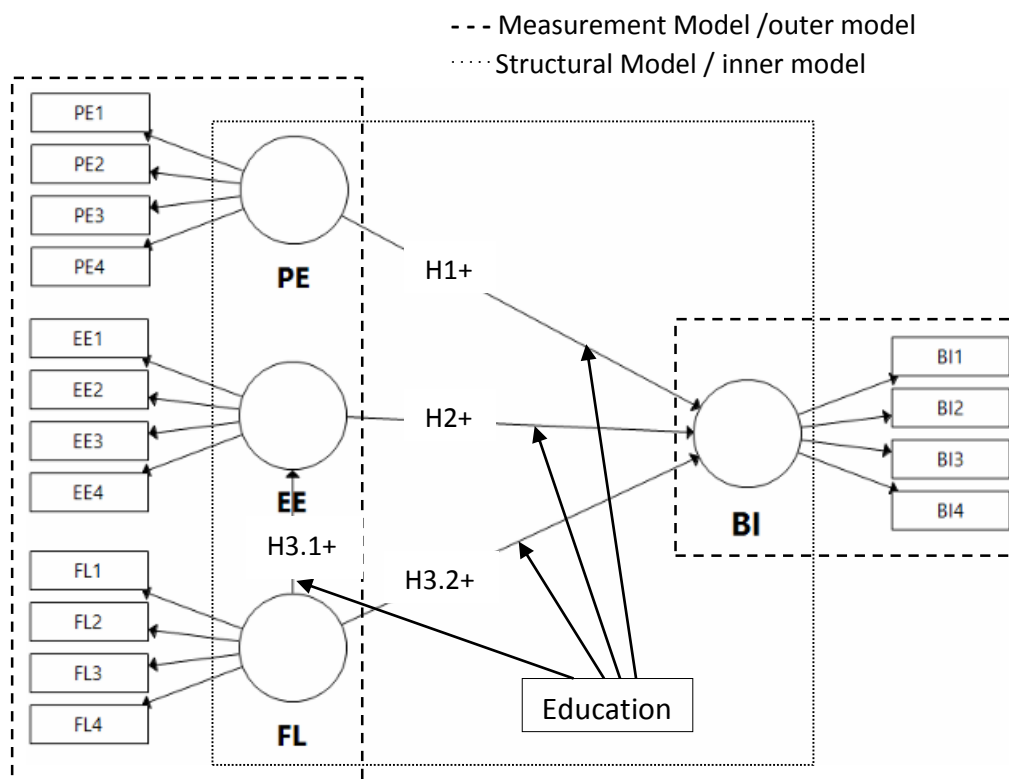 --- Measurement Model /outer model
····· Structural Model / inner model
PE1
PE2
PE3
PE4
PE
H1+
EE1
EE2
EE3
EE4
EE
H2+
H3.1+
FL1
FL2
FL3
FL4
FL
H3.2+
BI
BI1
BI2
BI3
BI4
Education